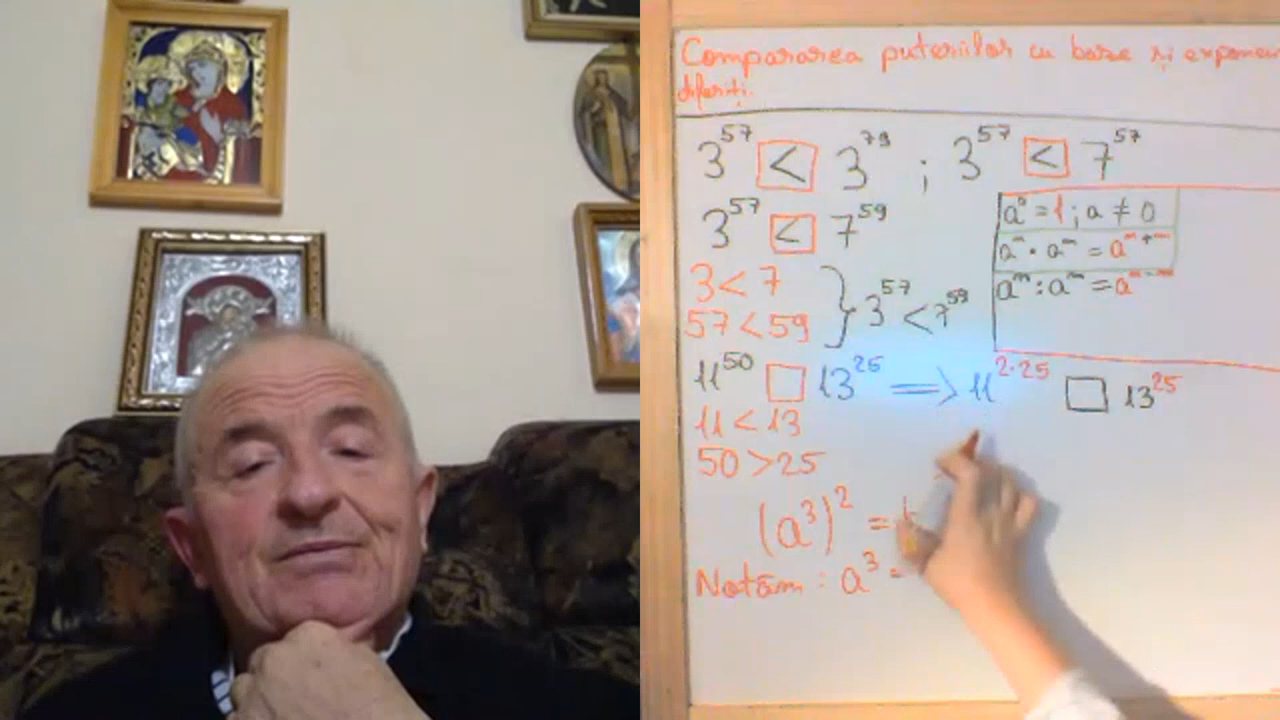 Compararea puterilor cu baze și exponen
diferiți.
3^57 < 3^79 ; 3^57 < 7^57
3^57 < 7^59
3 < 7
57 < 59
} 3^57 < 7^59
a^0 = 1 ; a ≠ 0
a^m · a^n = a^m+n
a^m : a^n = a^m-n
11^50 □ 13^25 => 11^2·25 □ 13^25
11 < 13
50 > 25
(a^3)^2 =
Notăm : a^3 =